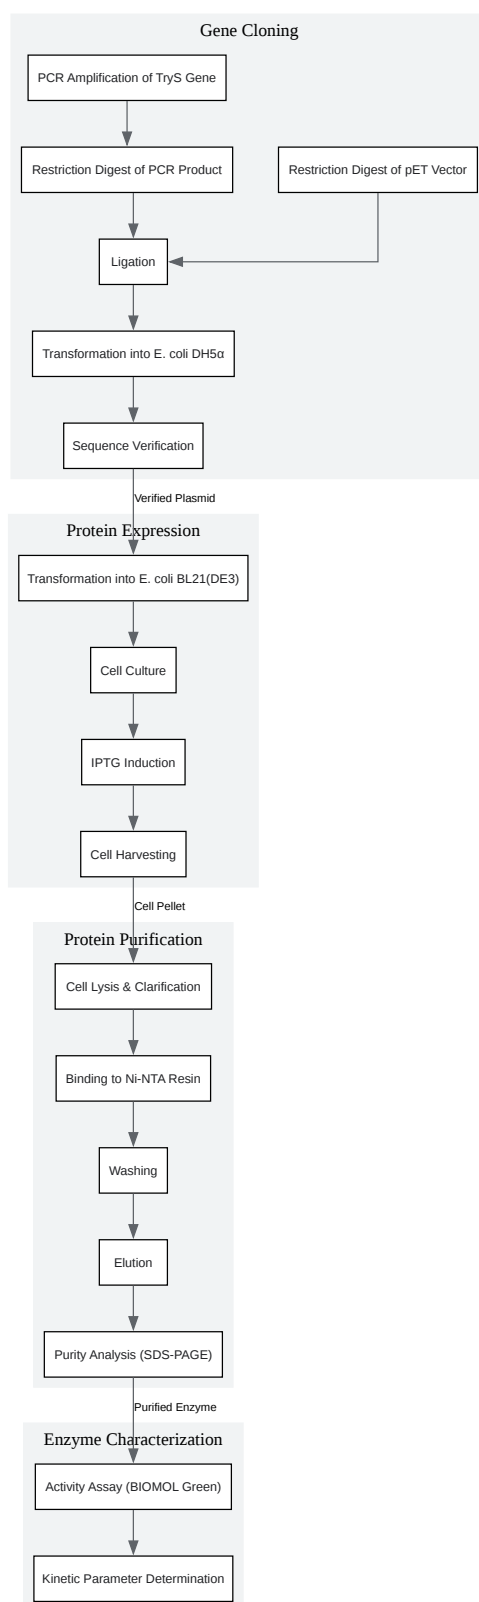 Gene Cloning
PCR Amplification of TryS Gene
Restriction Digest of PCR Product
Restriction Digest of pET Vector
Ligation
Transformation into E. coli DH5α
Sequence Verification
Verified Plasmid
Protein Expression
Transformation into E. coli BL21(DE3)
Cell Culture
IPTG Induction
Cell Harvesting
Cell Pellet
Protein Purification
Cell Lysis & Clarification
Binding to Ni-NTA Resin
Washing
Elution
Purity Analysis (SDS-PAGE)
Purified Enzyme
Enzyme Characterization
Activity Assay (BIOMOL Green)
Kinetic Parameter Determination